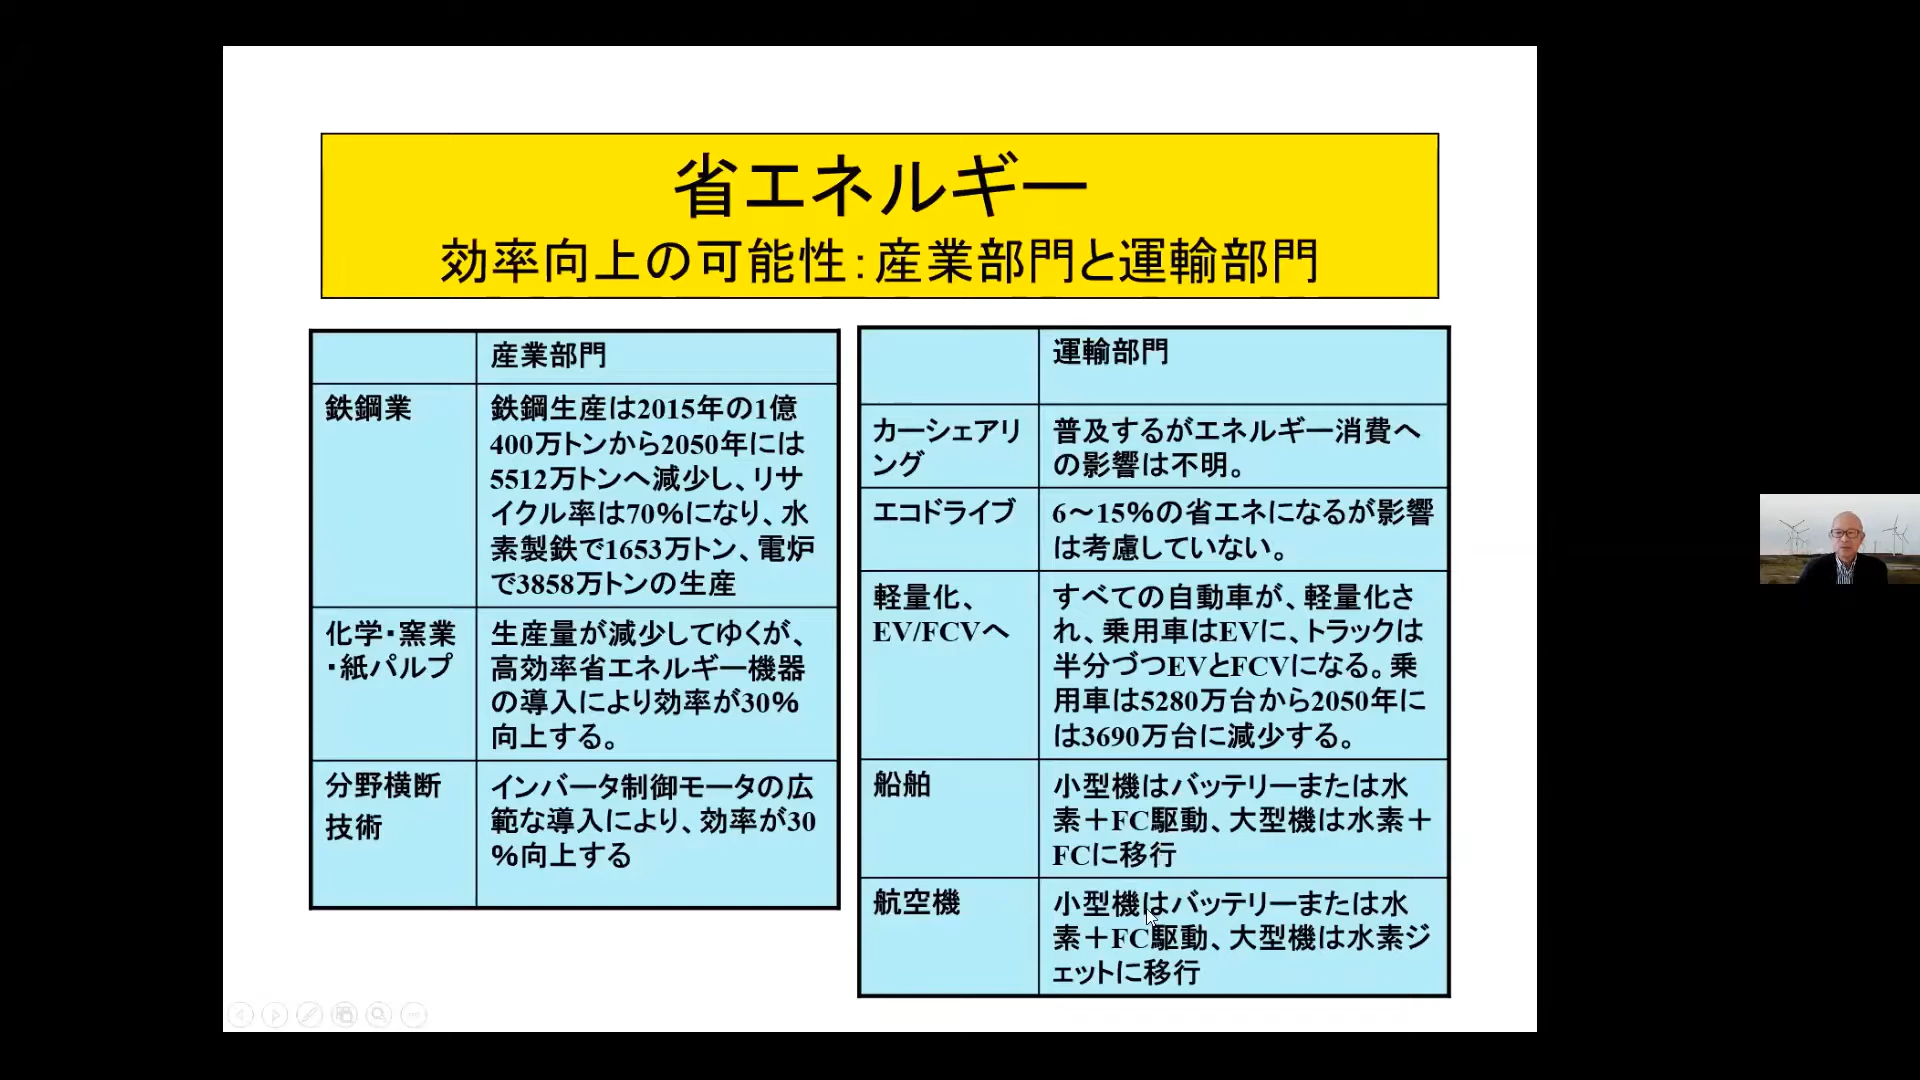 省エネルギー
効率向上の可能性:産業部門と運輸部門
産業部門
鉄鋼業
鉄鋼生産は2015年の1億
400万トンから2050年には
5512万トンへ減少し、リサ
イクル率は70%になり、水
素製鉄で1653万トン、電炉
で3858万トンの生産
化学・窯業
・紙パルプ
生産量が減少してゆくが、
高効率省エネルギー機器
の導入により効率が30%
向上する。
分野横断
技術
インバータ制御モータの広
範な導入により、効率が30
%向上する
運輸部門
カーシェアリ
ング
普及するがエネルギー消費へ
の影響は不明。
エコドライブ
6~15%の省エネになるが影響
は考慮していない。
軽量化、
EV/FCVへ
すべての自動車が、軽量化さ
れ、乗用車はEVに、トラックは
半分づつEVとFCVになる。乗
用車は5280万台から2050年に
は3690万台に減少する。
船舶
小型機はバッテリーまたは水
素+FC駆動、大型機は水素+
FCに移行
航空機
小型機はバッテリーまたは水
素+FC駆動、大型機は水素ジ
ェットに移行